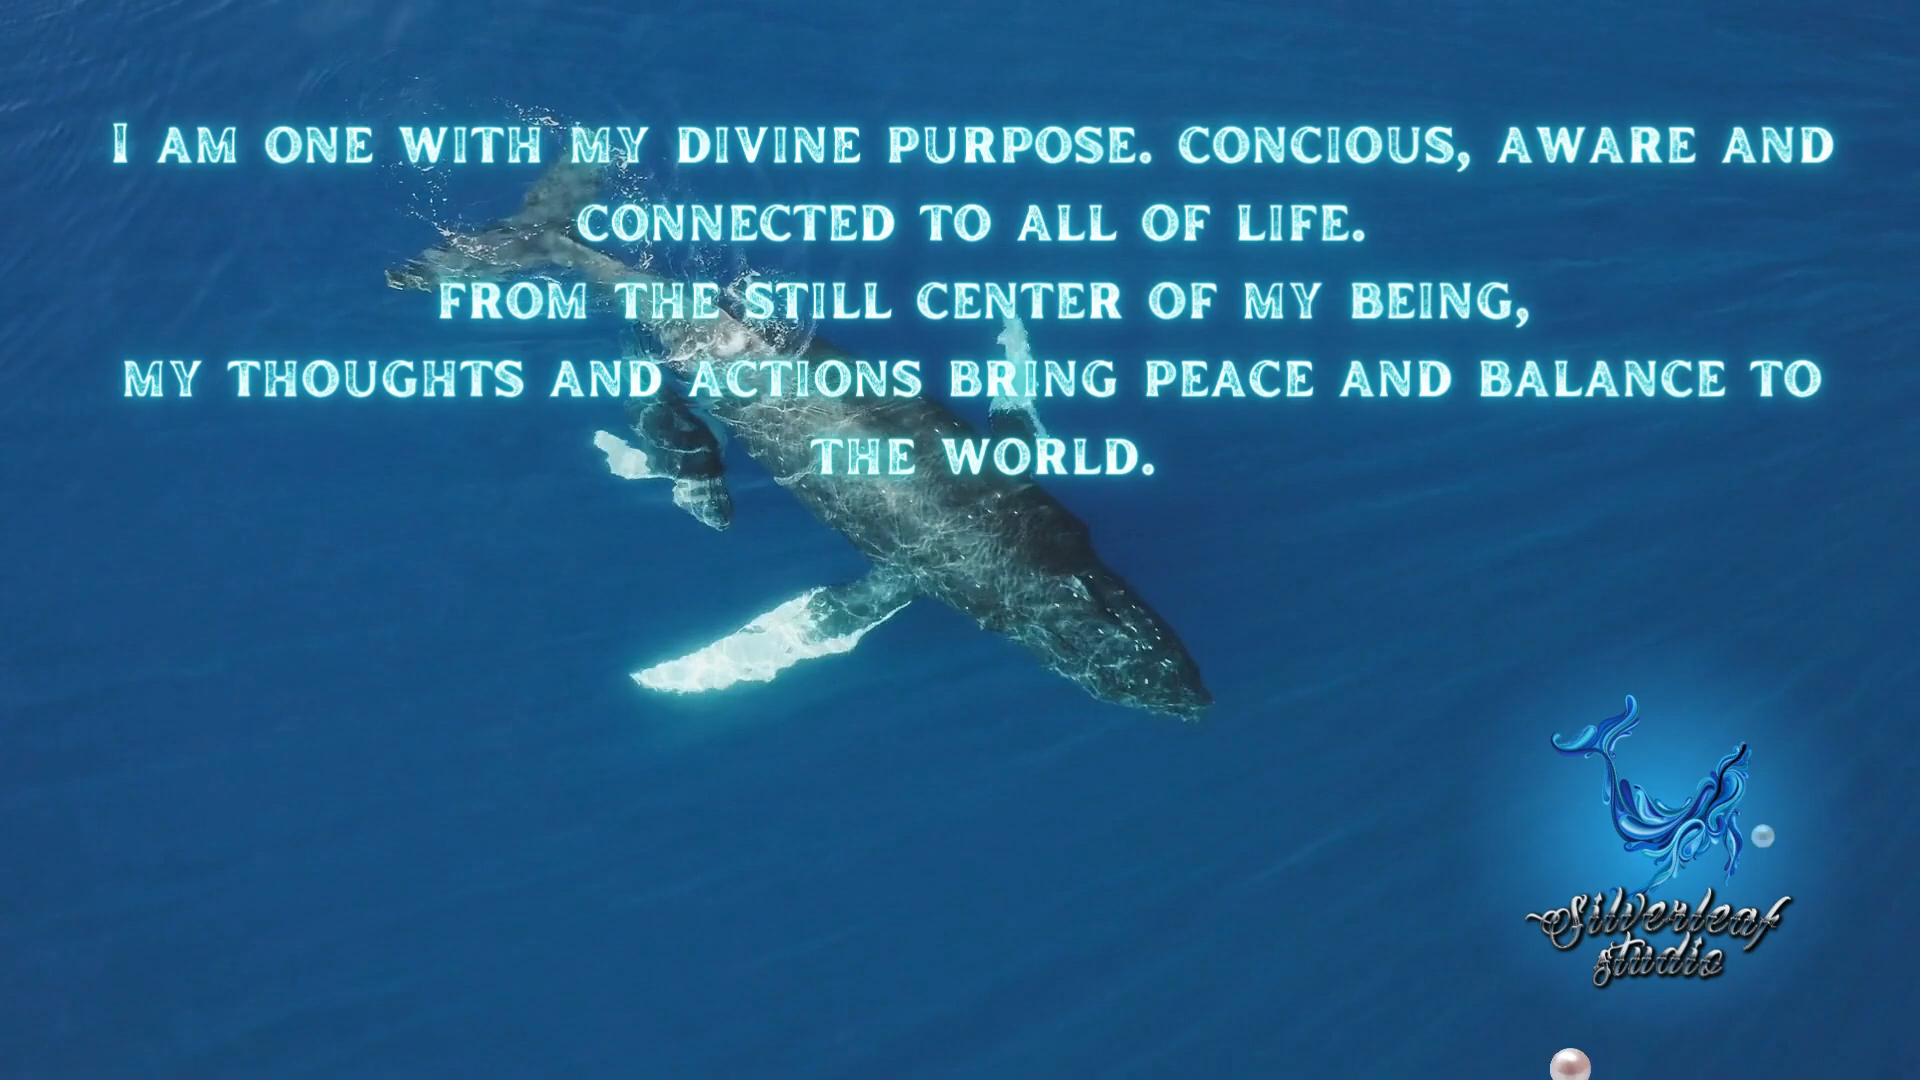 I AM ONE WITH MY DIVINE PURPOSE. CONCIOUS, AWARE AND
CONNECTED TO ALL OF LIFE.
FROM THE STILL CENTER OF MY BEING,
MY THOUGHTS AND ACTIONS BRING PEACE AND BALANCE TO
THE WORLD.
Silverleaf
studio